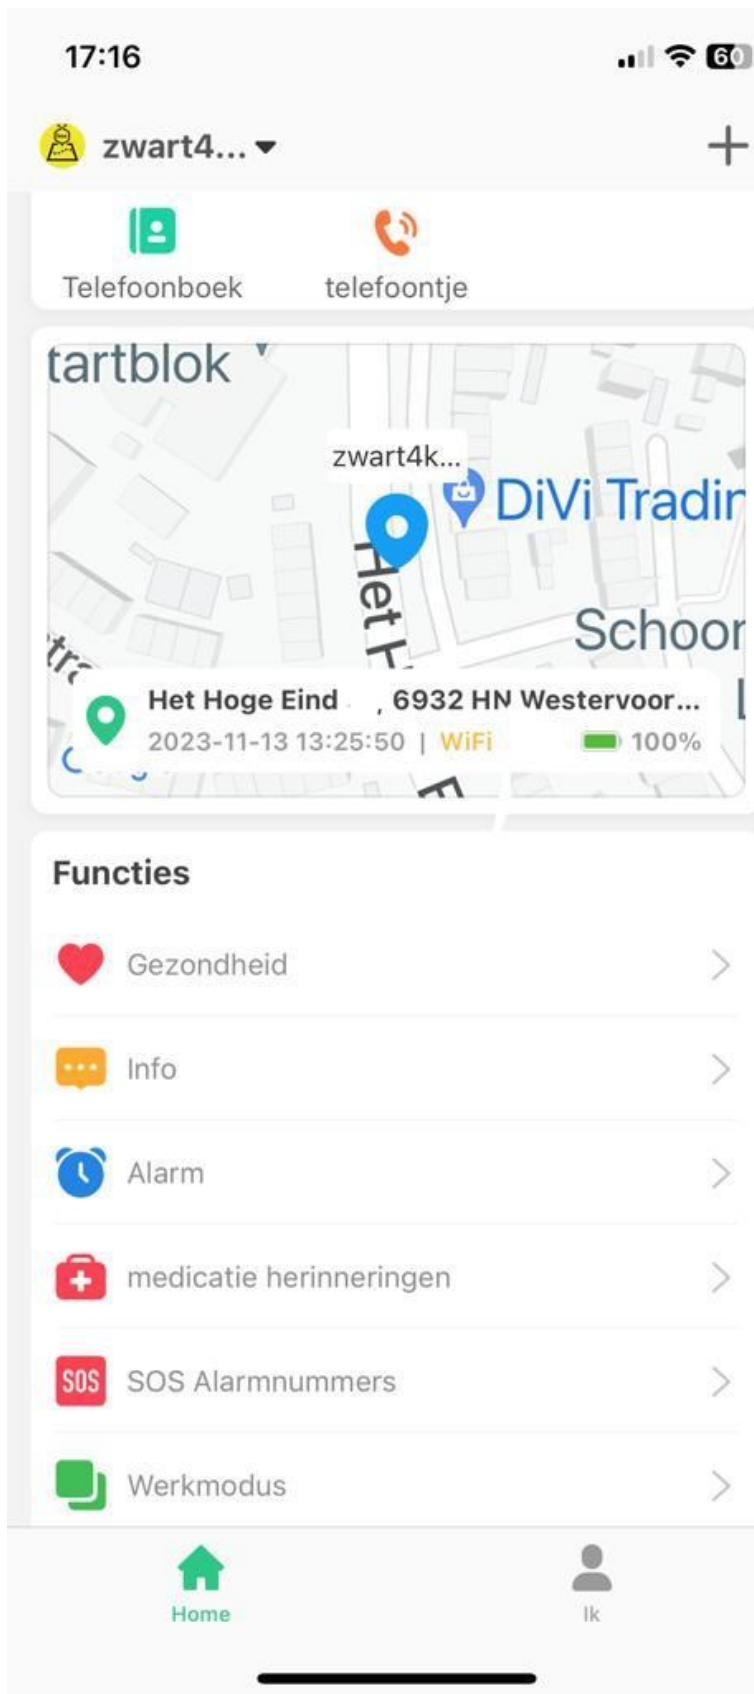 17:16
60
zwart4...
Telefoonboek
telefoontje
tartblok
zwart4k...
DiVi Tradin
Het H
Schoor
Het Hoge Eind , 6932 HN Westervoor...
2023-11-13 13:25:50 | WiFi 100%
Functies
Gezondheid
Info
Alarm
medicatie herinneringen
SOS SOS Alarmnummers
Werkmodus
Home
Ik